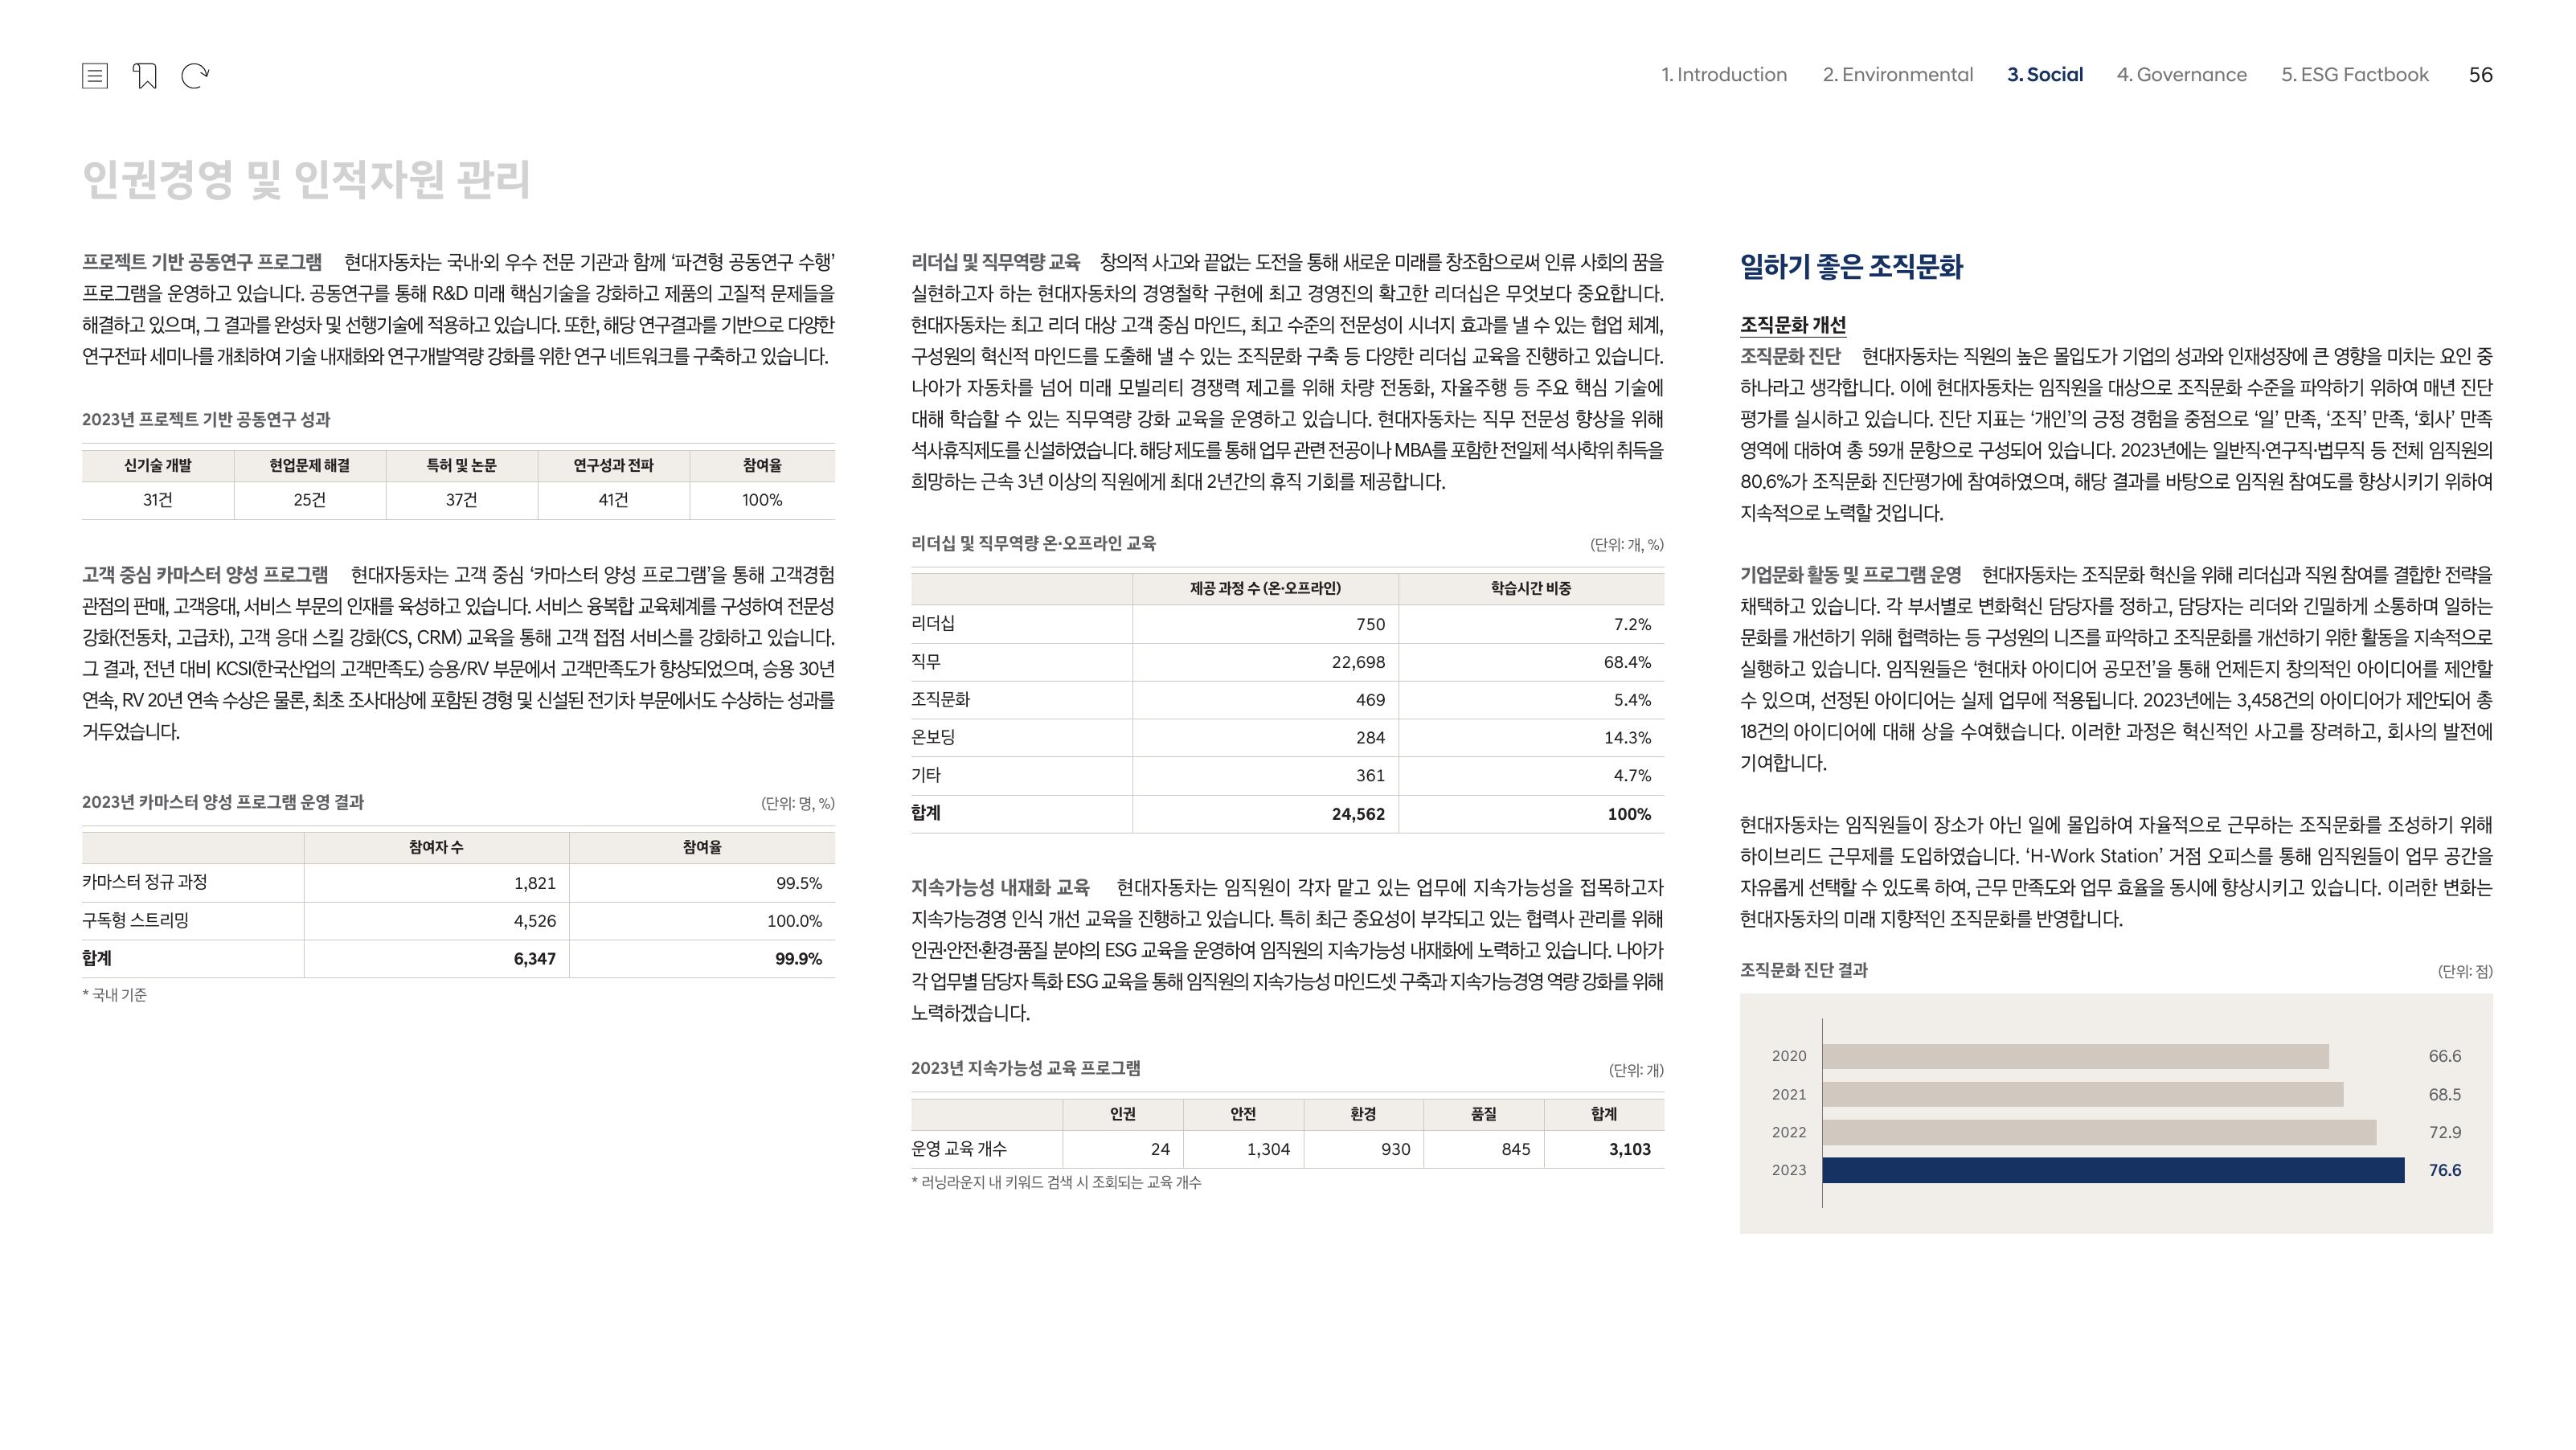 1. Introduction 2. Environmental 3. Social 4. Governance 5. ESG Factbook 56
인권경영 및 인적자원 관리
프로젝트 기반 공동연구 프로그램 현대자동차는 국내·외 우수 전문 기관과 함께 ‘파견형 공동연구 수행’
프로그램을 운영하고 있습니다. 공동연구를 통해 R&D 미래 핵심기술을 강화하고 제품의 고질적 문제들을
해결하고 있으며, 그 결과를 완성차 및 선행기술에 적용하고 있습니다. 또한, 해당 연구결과를 기반으로 다양한
연구전파 세미나를 개최하여 기술 내재화와 연구개발역량 강화를 위한 연구 네트워크를 구축하고 있습니다.
2023년 프로젝트 기반 공동연구 성과
신기술 개발 현업문제 해결 특허 및 논문 연구성과 전파 참여율
31건 25건 37건 41건 100%
고객 중심 카마스터 양성 프로그램 현대자동차는 고객 중심 ‘카마스터 양성 프로그램’을 통해 고객경험
관점의 판매, 고객응대, 서비스 부문의 인재를 육성하고 있습니다. 서비스 융복합 교육체계를 구성하여 전문성
강화(전동차, 고급차), 고객 응대 스킬 강화(CS, CRM) 교육을 통해 고객 접점 서비스를 강화하고 있습니다.
그 결과, 전년 대비 KCSI(한국산업의 고객만족도) 승용/RV 부문에서 고객만족도가 향상되었으며, 승용 30년
연속, RV 20년 연속 수상은 물론, 최초 조사대상에 포함된 경형 및 신설된 전기차 부문에서도 수상하는 성과를
거두었습니다.
2023년 카마스터 양성 프로그램 운영 결과 (단위: 명, %)
참여자 수 참여율
카마스터 정규 과정 1,821 99.5%
구독형 스트리밍 4,526 100.0%
합계 6,347 99.9%
* 국내 기준
리더십 및 직무역량 교육 창의적 사고와 끝없는 도전을 통해 새로운 미래를 창조함으로써 인류 사회의 꿈을
실현하고자 하는 현대자동차의 경영철학 구현에 최고 경영진의 확고한 리더십은 무엇보다 중요합니다.
현대자동차는 최고 리더 대상 고객 중심 마인드, 최고 수준의 전문성이 시너지 효과를 낼 수 있는 협업 체계,
구성원의 혁신적 마인드를 도출해 낼 수 있는 조직문화 구축 등 다양한 리더십 교육을 진행하고 있습니다.
나아가 자동차를 넘어 미래 모빌리티 경쟁력 제고를 위해 차량 전동화, 자율주행 등 주요 핵심 기술에
대해 학습할 수 있는 직무역량 강화 교육을 운영하고 있습니다. 현대자동차는 직무 전문성 향상을 위해
석사휴직제도를 신설하였습니다. 해당 제도를 통해 업무 관련 전공이나 MBA를 포함한 전일제 석사학위 취득을
희망하는 근속 3년 이상의 직원에게 최대 2년간의 휴직 기회를 제공합니다.
리더십 및 직무역량 온·오프라인 교육 (단위: 개, %)
제공 과정 수 (온·오프라인) 학습시간 비중
리더십 750 7.2%
직무 22,698 68.4%
조직문화 469 5.4%
온보딩 284 14.3%
기타 361 4.7%
합계 24,562 100%
지속가능성 내재화 교육 현대자동차는 임직원이 각자 맡고 있는 업무에 지속가능성을 접목하고자
지속가능경영 인식 개선 교육을 진행하고 있습니다. 특히 최근 중요성이 부각되고 있는 협력사 관리를 위해
인권·안전·환경·품질 분야의 ESG 교육을 운영하여 임직원의 지속가능성 내재화에 노력하고 있습니다. 나아가
각 업무별 담당자 특화 ESG 교육을 통해 임직원의 지속가능성 마인드셋 구축과 지속가능경영 역량 강화를 위해
노력하겠습니다.
2023년 지속가능성 교육 프로그램 (단위: 개)
인권 안전 환경 품질 합계
운영 교육 개수 24 1,304 930 845 3,103
* 러닝라운지 내 키워드 검색 시 조회되는 교육 개수
일하기 좋은 조직문화
조직문화 개선
조직문화 진단 현대자동차는 직원의 높은 몰입도가 기업의 성과와 인재성장에 큰 영향을 미치는 요인 중
하나라고 생각합니다. 이에 현대자동차는 임직원을 대상으로 조직문화 수준을 파악하기 위하여 매년 진단
평가를 실시하고 있습니다. 진단 지표는 ‘개인’의 긍정 경험을 중점으로 ‘일’ 만족, ‘조직’ 만족, ‘회사’ 만족
영역에 대하여 총 59개 문항으로 구성되어 있습니다. 2023년에는 일반직·연구직·법무직 등 전체 임직원의
80.6%가 조직문화 진단평가에 참여하였으며, 해당 결과를 바탕으로 임직원 참여도를 향상시키기 위하여
지속적으로 노력할 것입니다.
기업문화 활동 및 프로그램 운영 현대자동차는 조직문화 혁신을 위해 리더십과 직원 참여를 결합한 전략을
채택하고 있습니다. 각 부서별로 변화혁신 담당자를 정하고, 담당자는 리더와 긴밀하게 소통하며 일하는
문화를 개선하기 위해 협력하는 등 구성원의 니즈를 파악하고 조직문화를 개선하기 위한 활동을 지속적으로
실행하고 있습니다. 임직원들은 ‘현대차 아이디어 공모전’을 통해 언제든지 창의적인 아이디어를 제안할
수 있으며, 선정된 아이디어는 실제 업무에 적용됩니다. 2023년에는 3,458건의 아이디어가 제안되어 총
18건의 아이디어에 대해 상을 수여했습니다. 이러한 과정은 혁신적인 사고를 장려하고, 회사의 발전에
기여합니다.
현대자동차는 임직원들이 장소가 아닌 일에 몰입하여 자율적으로 근무하는 조직문화를 조성하기 위해
하이브리드 근무제를 도입하였습니다. ‘H-Work Station’ 거점 오피스를 통해 임직원들이 업무 공간을
자유롭게 선택할 수 있도록 하여, 근무 만족도와 업무 효율을 동시에 향상시키고 있습니다. 이러한 변화는
현대자동차의 미래 지향적인 조직문화를 반영합니다.
조직문화 진단 결과 (단위: 점)
2020 66.6
2021 68.5
2022 72.9
2023 76.6